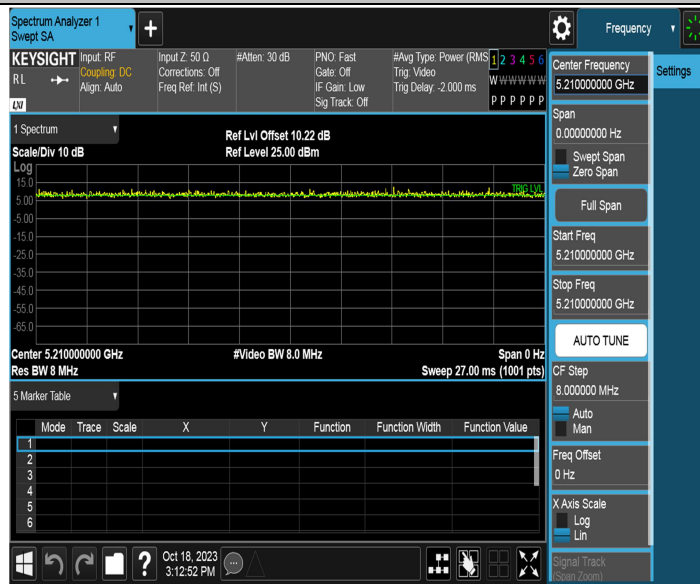 Spectrum Analyzer 1
Swept SA
Frequency
KEYSIGHT
Input: RF
Input Z: 50 Ω
#Atten: 30 dB
PNO: Fast
#Avg Type: Power (RMS
1 2 3 4 5 6
R L
Coupling: DC
Corrections: Off
Gate: Off
Trig: Video
W W W W W W
Align: Auto
Freq Ref: Int (S)
IF Gain: Low
Trig Delay: -2.000 ms
LXI
Sig Track: Off
P P P P P P
Center Frequency
5.210000000 GHz
Settings
Span
0.00000000 Hz
Swept Span
Zero Span
Full Span
Start Freq
5.210000000 GHz
Stop Freq
5.210000000 GHz
AUTO TUNE
CF Step
8.000000 MHz
Auto
Man
Freq Offset
0 Hz
X Axis Scale
Log
Lin
Signal Track
(Span Zoom)
1 Spectrum
Ref Lvl Offset 10.22 dB
Scale/Div 10 dB
Ref Level 25.00 dBm
Log
15.0
TRIG LVL
5.00
-5.00
-15.0
-25.0
-35.0
-45.0
-55.0
-65.0
Center 5.210000000 GHz
#Video BW 8.0 MHz
Span 0 Hz
Res BW 8 MHz
Sweep 27.00 ms (1001 pts)
5 Marker Table
Mode Trace Scale X Y Function Function Width Function Value
1
2
3
4
5
6
?
Oct 18, 2023
3:12:52 PM